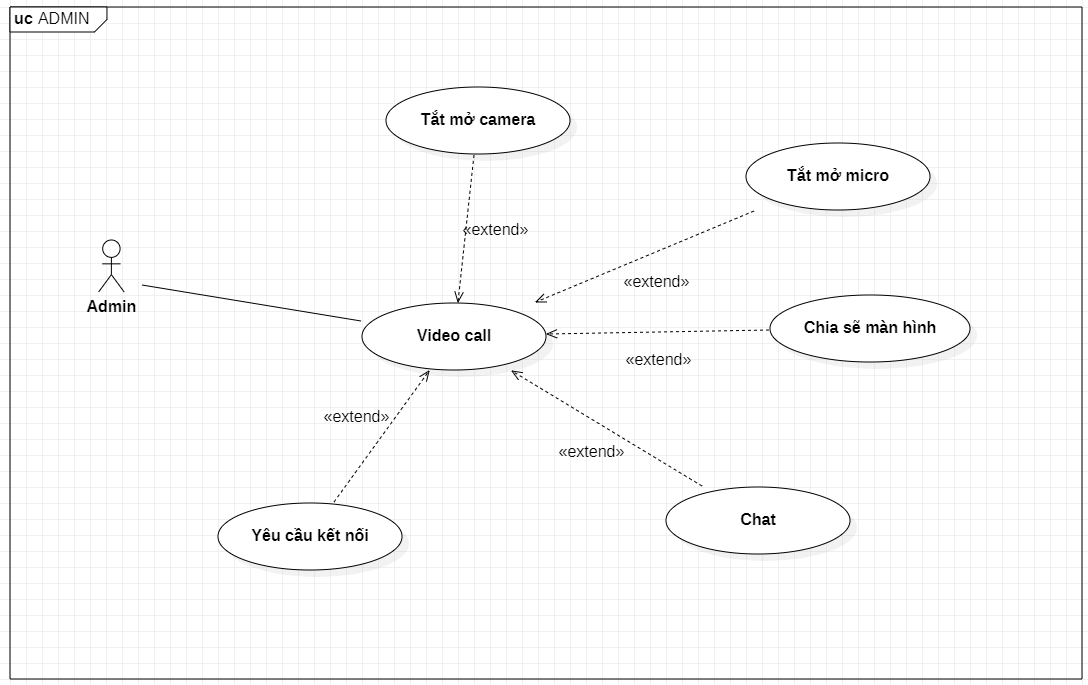 uc ADMIN
Tắt mở camera
Tắt mở micro
«extend»
«extend»
Admin
Video call
Chia sẽ màn hình
«extend»
«extend»
«extend»
Yêu cầu kết nối
Chat